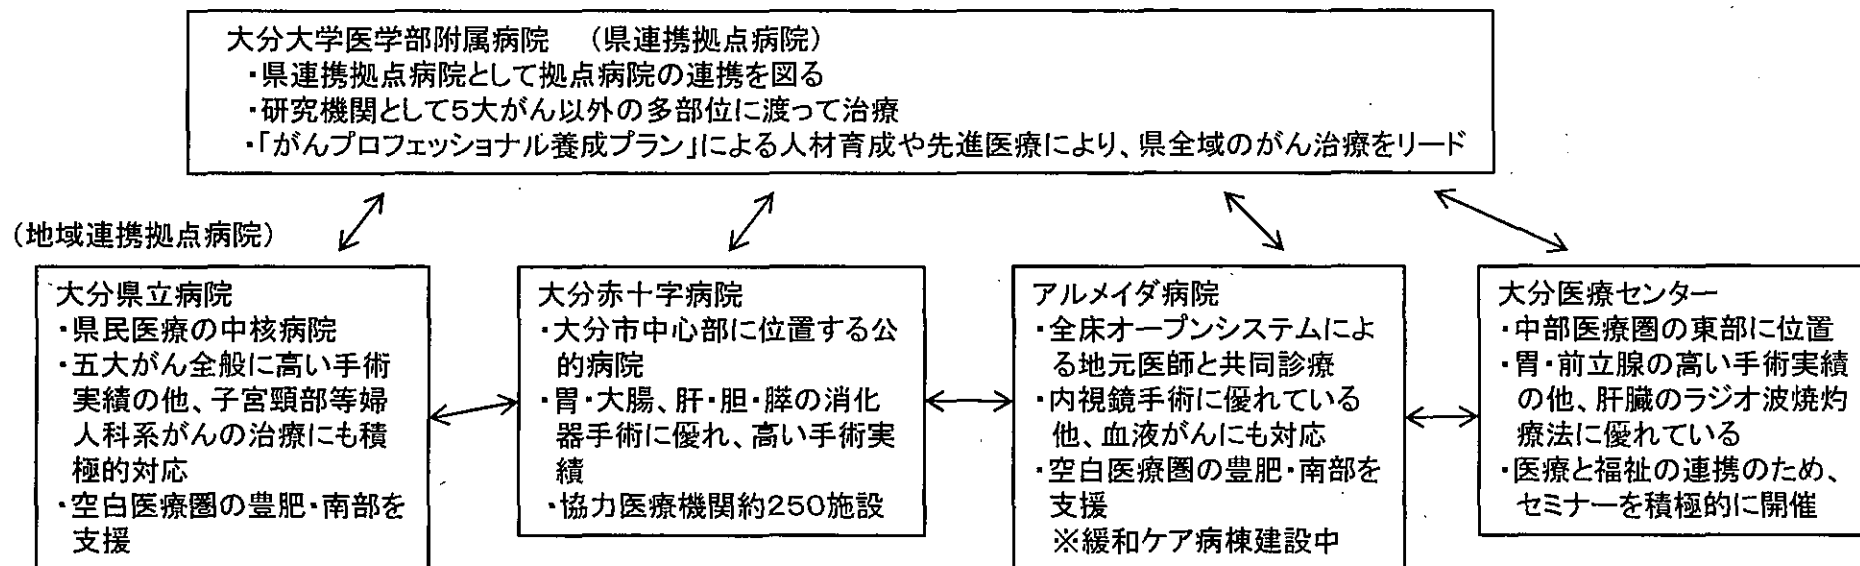 大分大学医学部附属病院　(県連携拠点病院)
・県連携拠点病院として拠点病院の連携を図る
・研究機関として5大がん以外の多部位に渡って治療
・「がんプロフェッショナル養成プラン」による人材育成や先進医療により、県全域のがん治療をリード
(地域連携拠点病院)
大分県立病院
・県民医療の中核病院
・五大がん全般に高い手術
実績の他、子宮頸部等婦
人科系がんの治療にも積
極的対応
・空白医療圏の豊肥・南部を
支援
大分赤十字病院
・大分市中心部に位置する公
的病院
・胃・大腸、肝・胆・膵の消化
器手術に優れ、高い手術実
績
・協力医療機関約250施設
アルメイダ病院
・全床オープンシステムによ
る地元医師と共同診療
・内視鏡手術に優れている
他、血液がんにも対応
・空白医療圏の豊肥・南部を
支援
※緩和ケア病棟建設中
大分医療センター
・中部医療圏の東部に位置
・胃・前立腺の高い手術実績
の他、肝臓のラジオ波焼灼
療法に優れている
・医療と福祉の連携のため、
セミナーを積極的に開催